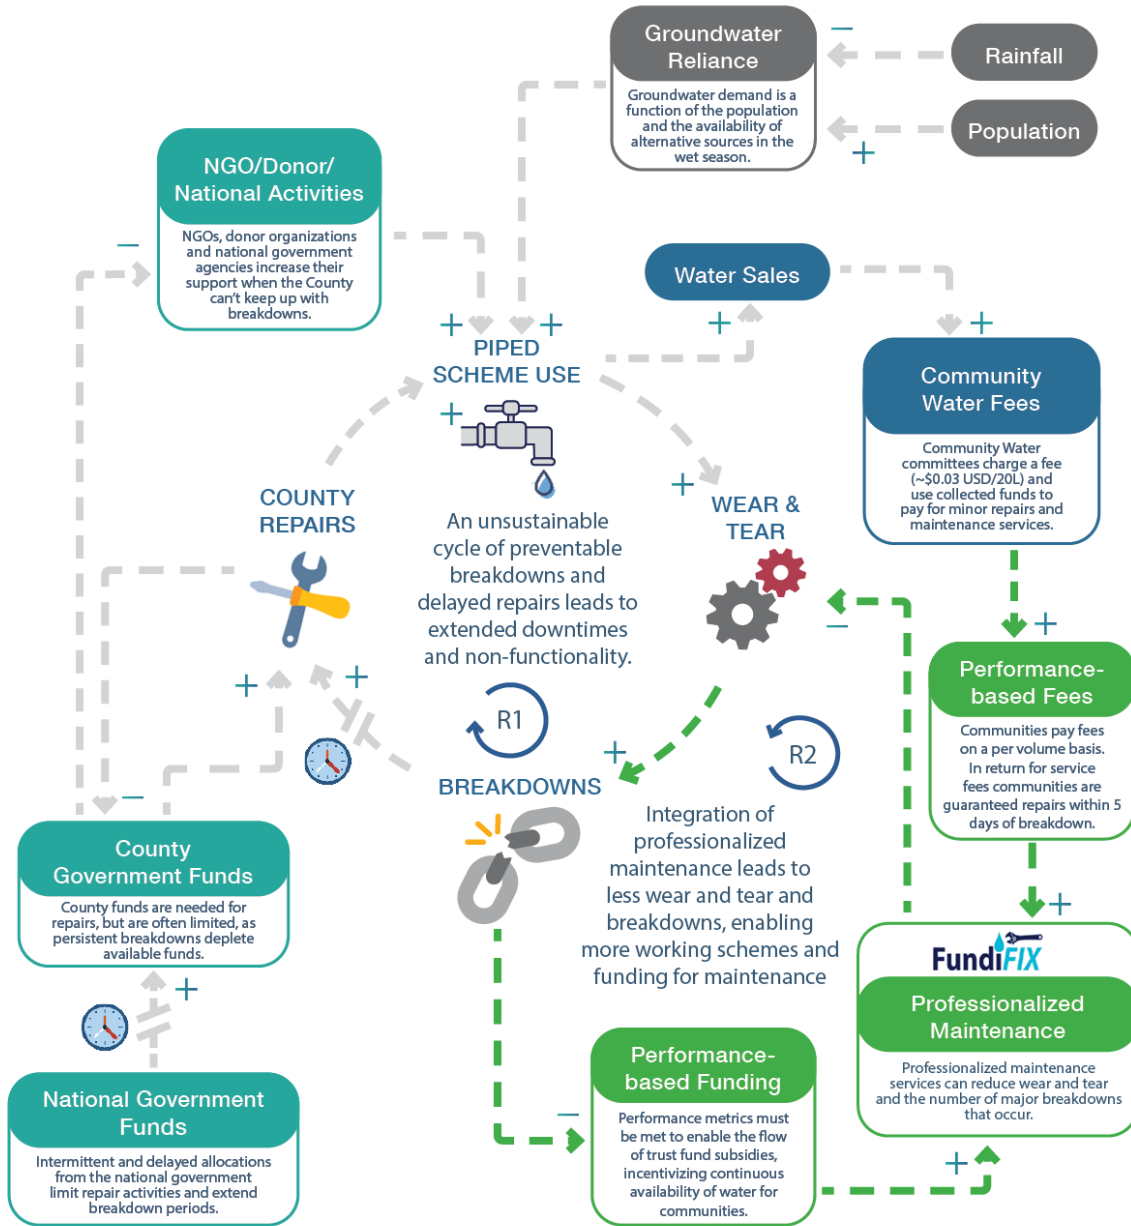 Groundwater
Reliance
Groundwater demand is a
function of the population
and the availability of
alternative sources in the
wet season.
−
Rainfall
Population
+
NGO/Donor/
National Activities
NGOs, donor organizations
and national government
agencies increase their
support when the County
can't keep up with
breakdowns.
−
Water Sales
+
+
+ +
PIPED
SCHEME USE
+
Community
Water Fees
Community Water
committees charge a fee
(~$0.03 USD/20L) and
use collected funds to
pay for minor repairs and
maintenance services.
COUNTY
REPAIRS
+
WEAR &
TEAR
An unsustainable
cycle of preventable
breakdowns and
delayed repairs leads to
extended downtimes
and non-functionality.
−
+
Performance-
based Fees
Communities pay fees
on a per volume basis.
In return for service
fees communities are
guaranteed repairs within 5
days of breakdown.
+ +
R1
R2
+
BREAKDOWNS
−
County
Government Funds
County funds are needed for
repairs, but are often limited, as
persistent breakdowns deplete
available funds.
Integration of
professionalized
maintenance leads to
less wear and tear and
breakdowns, enabling
more working schemes and
funding for maintenance
+
FundiFIX
Professionalized
Maintenance
Professionalized maintenance
services can reduce wear and tear
and the number of major breakdowns
that occur.
+
National Government
Funds
Intermittent and delayed allocations
from the national government
limit repair activities and extend
breakdown periods.
−
Performance-
based Funding
Performance metrics must
be met to enable the flow
of trust fund subsidies,
incentivizing continuous
availability of water for
communities.
+